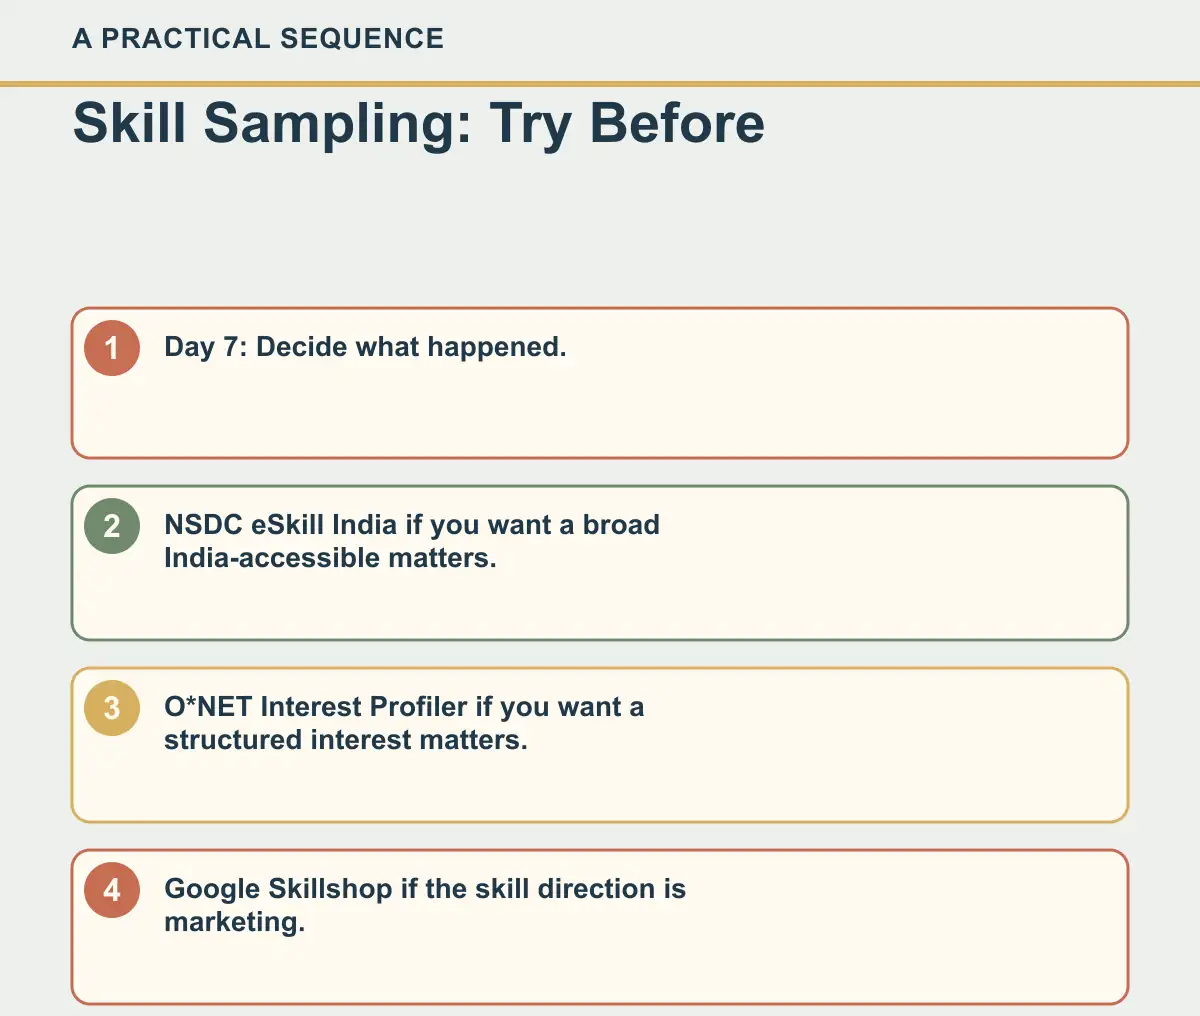 A PRACTICAL SEQUENCE
Skill Sampling: Try Before
1
Day 7: Decide what happened.
2
NSDC eSkill India if you want a broad
India-accessible matters.
3
O*NET Interest Profiler if you want a
structured interest matters.
4
Google Skillshop if the skill direction is
marketing.